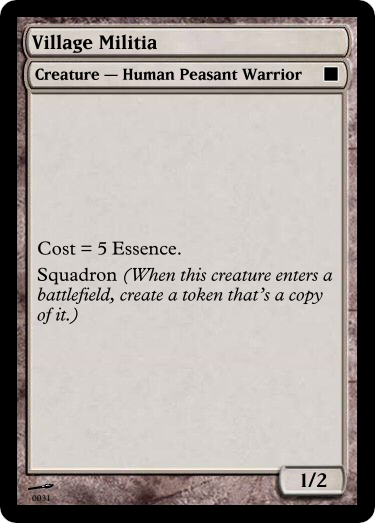 Village Militia
Creature — Human Peasant Warrior
Cost = 5 Essence.
Squadron (When this creature enters a
battlefield, create a token that's a copy
of it.)
1/2
0031